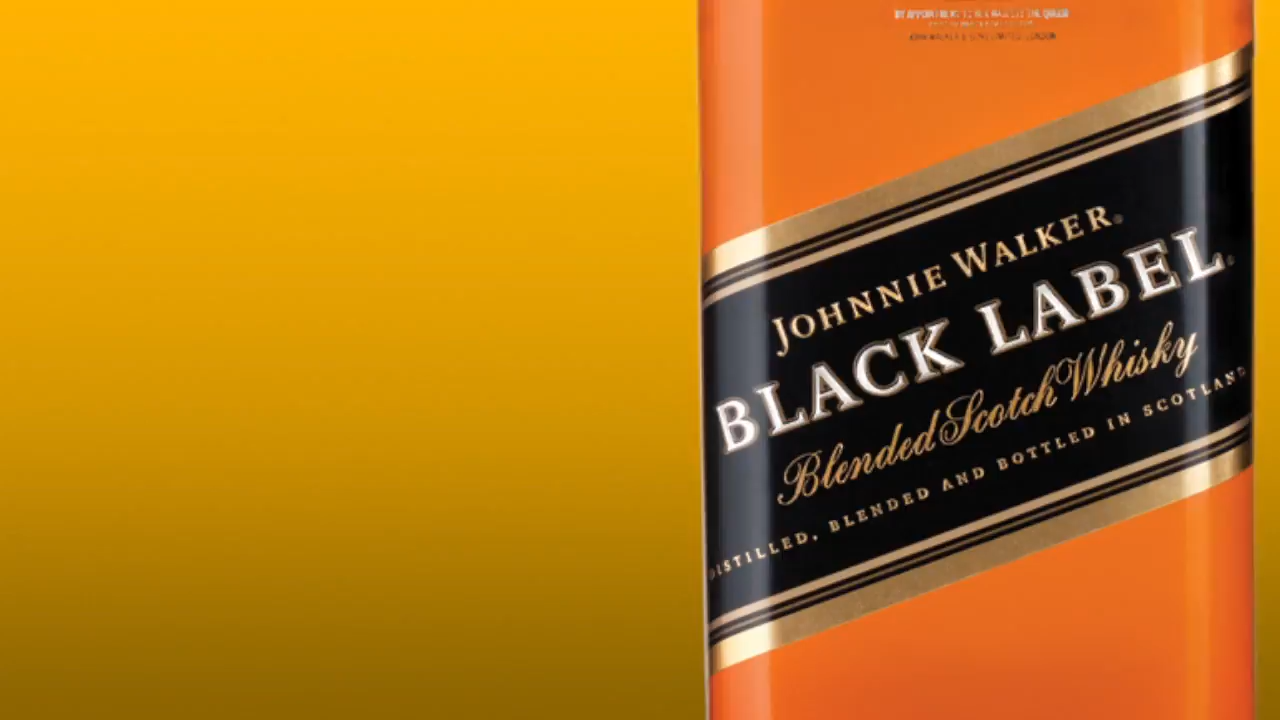 JOHNNIE WALKER®
BLACK LABEL®
Blended Scotch Whisky
DISTILLED, BLENDED AND BOTTLED IN SCOTLAND